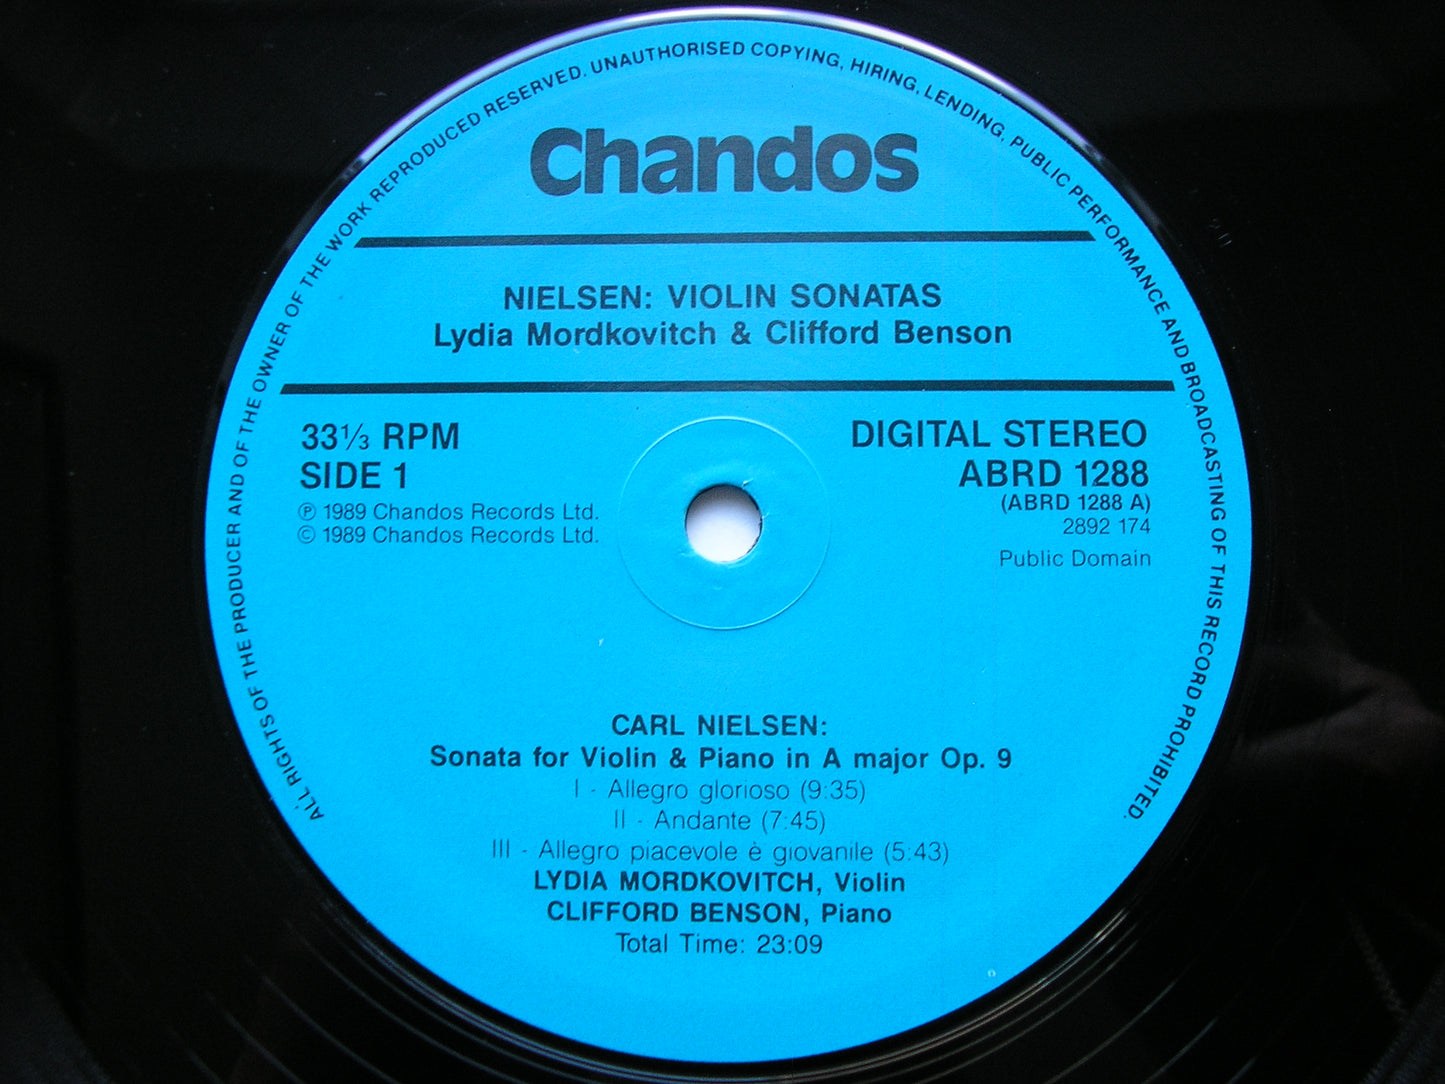 ALL RIGHTS OF THE PRODUCER AND OF THE OWNER OF THE WORK REPRODUCED RESERVED. UNAUTHORISED COPYING, HIRING, LENDING, PUBLIC PERFORMANCE AND BROADCASTING OF THIS RECORD PROHIBITED.
Chandos
NIELSEN: VIOLIN SONATAS
Lydia Mordkovitch & Clifford Benson
33⅓ RPM
SIDE 1
℗ 1989 Chandos Records Ltd.
© 1989 Chandos Records Ltd.
DIGITAL STEREO
ABRD 1288
(ABRD 1288 A)
2892 174
Public Domain
CARL NIELSEN:
Sonata for Violin & Piano in A major Op. 9
I - Allegro glorioso (9:35)
II - Andante (7:45)
III - Allegro piacevole è giovanile (5:43)
LYDIA MORDKOVITCH, Violin
CLIFFORD BENSON, Piano
Total Time: 23:09